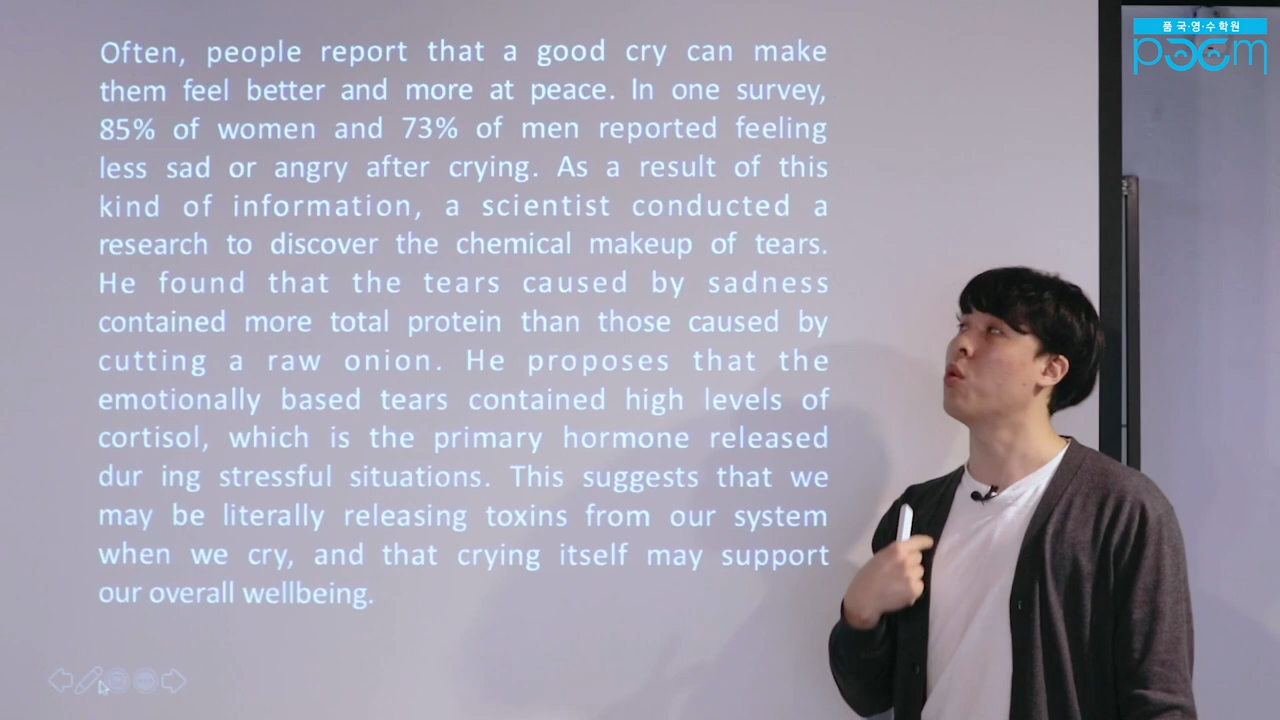 품 국·영·수 학원
poem
Often, people report that a good cry can make
them feel better and more at peace. In one survey,
85% of women and 73% of men reported feeling
less sad or angry after crying. As a result of this
kind of information, a scientist conducted a
research to discover the chemical makeup of tears.
He found that the tears caused by sadness
contained more total protein than those caused by
cutting a raw onion. He proposes that the
emotionally based tears contained high levels of
cortisol, which is the primary hormone released
dur ing stressful situations. This suggests that we
may be literally releasing toxins from our system
when we cry, and that crying itself may support
our overall wellbeing.